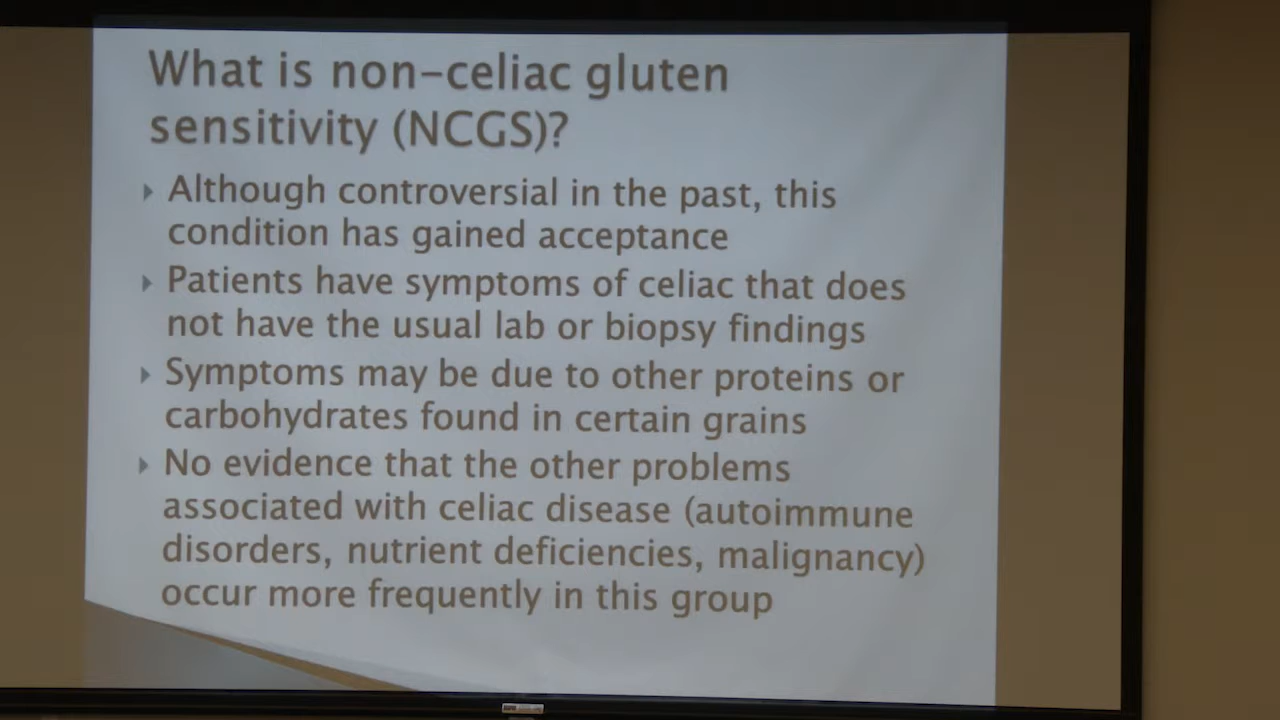 What is non-celiac gluten
sensitivity (NCGS)?
Although controversial in the past, this
condition has gained acceptance
Patients have symptoms of celiac that does
not have the usual lab or biopsy findings
Symptoms may be due to other proteins or
carbohydrates found in certain grains
No evidence that the other problems
associated with celiac disease (autoimmune
disorders, nutrient deficiencies, malignancy)
occur more frequently in this group